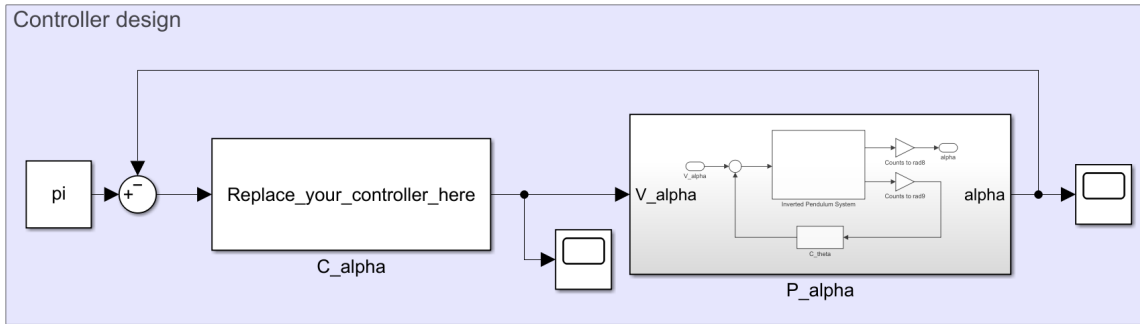 Controller design
pi
+
−
Replace_your_controller_here
C_alpha
V_alpha
V_alpha
Inverted Pendulum System
Counts to rad8
alpha
Counts to rad9
C_theta
alpha
P_alpha